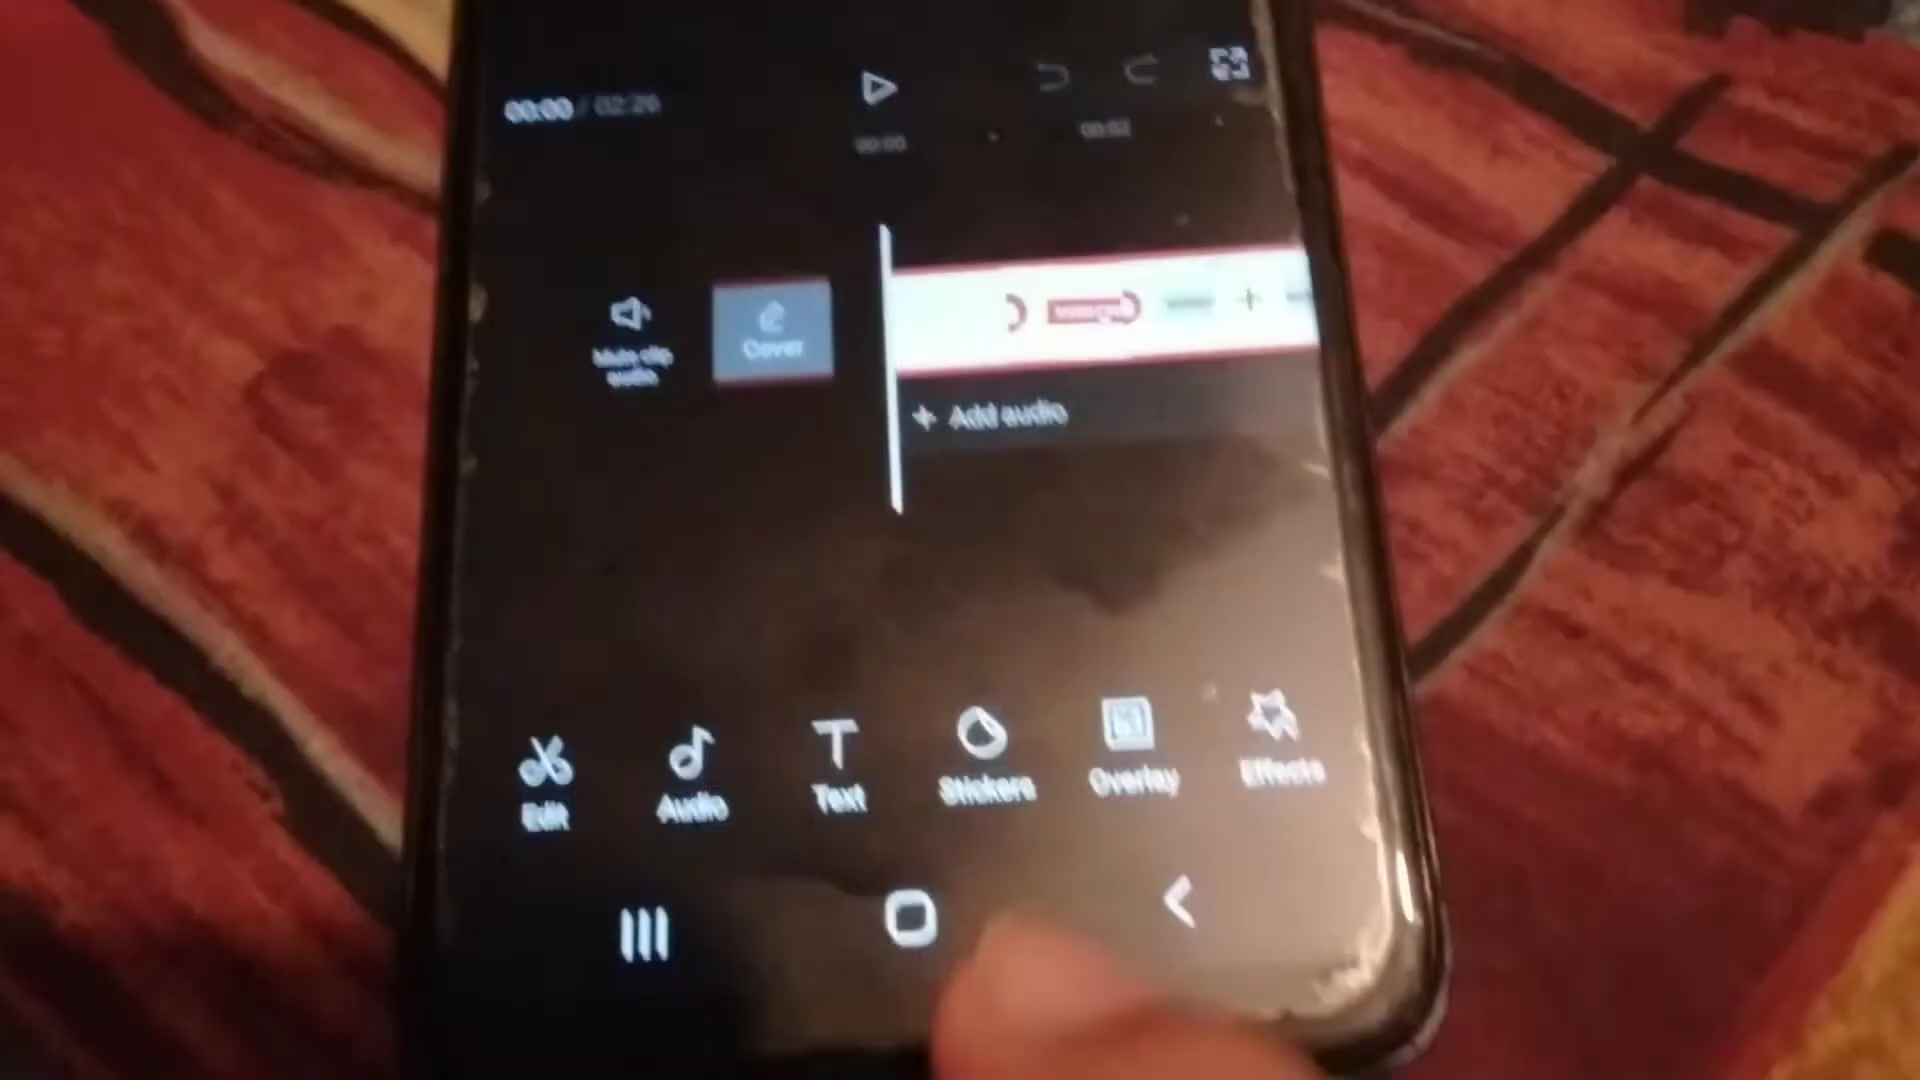 00:00 / 02:26
00:00
00:02
Mute clip
audio
Cover
+ Add audio
Edit
Audio
Text
Stickers
Overlay
Effects